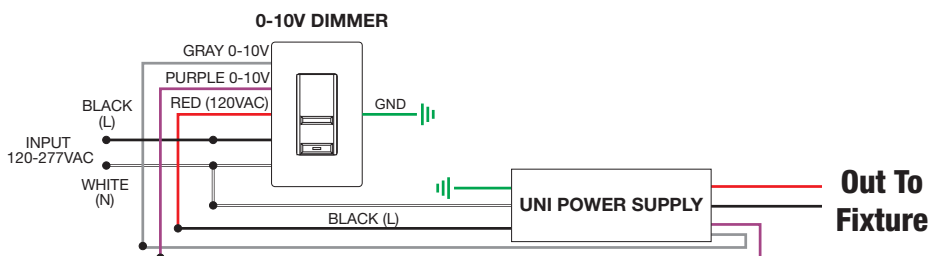 0-10V DIMMER
GRAY 0-10V
PURPLE 0-10V
RED (120VAC)
BLACK
(L)
GND
INPUT
120-277VAC
WHITE
(N)
BLACK (L)
UNI POWER SUPPLY
Out To
Fixture